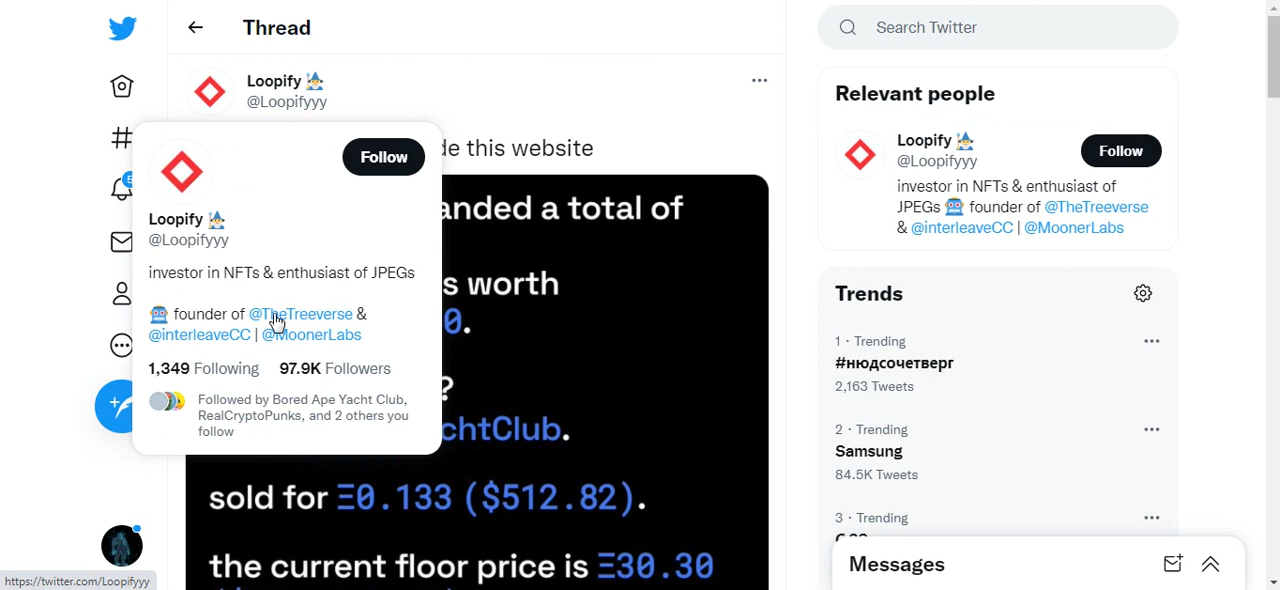 Thread
Loopify
@Loopifyyy
de this website
anded a total of
s worth
0.
?
chtClub.
sold for Ξ0.133 ($512.82).
the current floor price is Ξ30.30
Follow
Loopify
@Loopifyyy
investor in NFTs & enthusiast of JPEGs
founder of @TheTreeverse &
@interleaveCC | @MoonerLabs
1,349 Following 97.9K Followers
Followed by Bored Ape Yacht Club,
RealCryptoPunks, and 2 others you
follow
https://twitter.com/Loopifyyy
Search Twitter
Relevant people
Loopify
@Loopifyyy
Follow
investor in NFTs & enthusiast of
JPEGs founder of @TheTreeverse
& @interleaveCC | @MoonerLabs
Trends
1 · Trending
#нюдсочетверг
2,163 Tweets
2 · Trending
Samsung
84.5K Tweets
3 · Trending
Messages